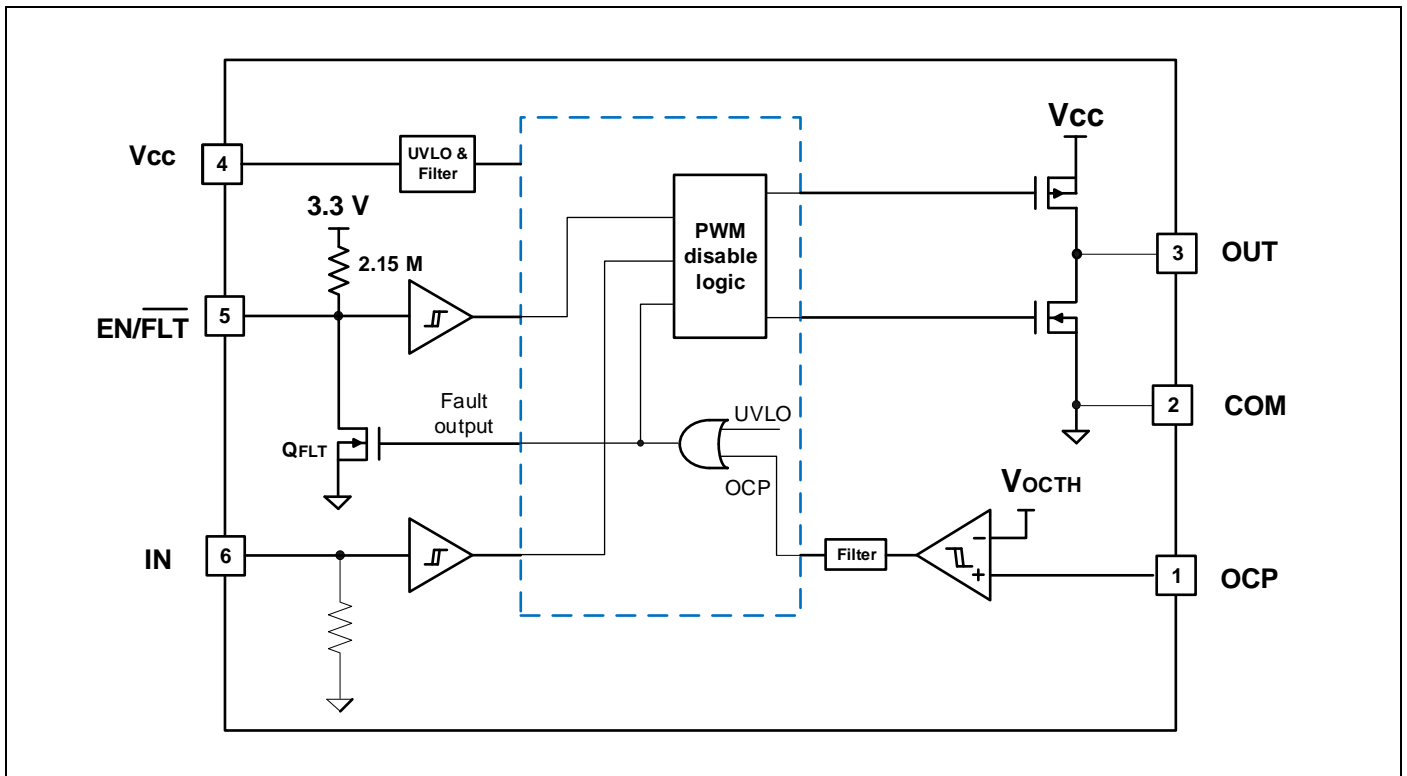 Vcc
4
UVLO &
Filter
3.3 V
2.15 M
EN/FLT
5
Fault
output
QFLT
IN
6
PWM
disable
logic
UVLO
OCP
Filter
Vcc
3
OUT
2
COM
VOCTH
-
+
1
OCP